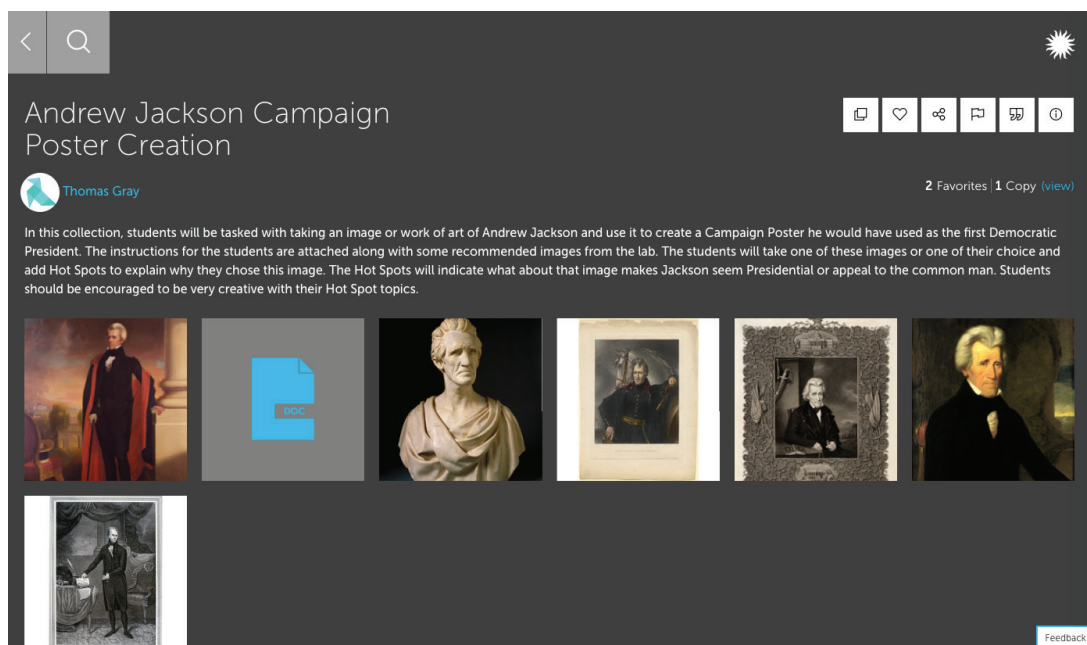 Andrew Jackson Campaign
Poster Creation
Thomas Gray
2 Favorites | 1 Copy (view)
In this collection, students will be tasked with taking an image or work of art of Andrew Jackson and use it to create a Campaign Poster he would have used as the first Democratic
President. The instructions for the students are attached along with some recommended images from the lab. The students will take one of these images or one of their choice and
add Hot Spots to explain why they chose this image. The Hot Spots will indicate what about that image makes Jackson seem Presidential or appeal to the common man. Students
should be encouraged to be very creative with their Hot Spot topics.
DOC
Feedback